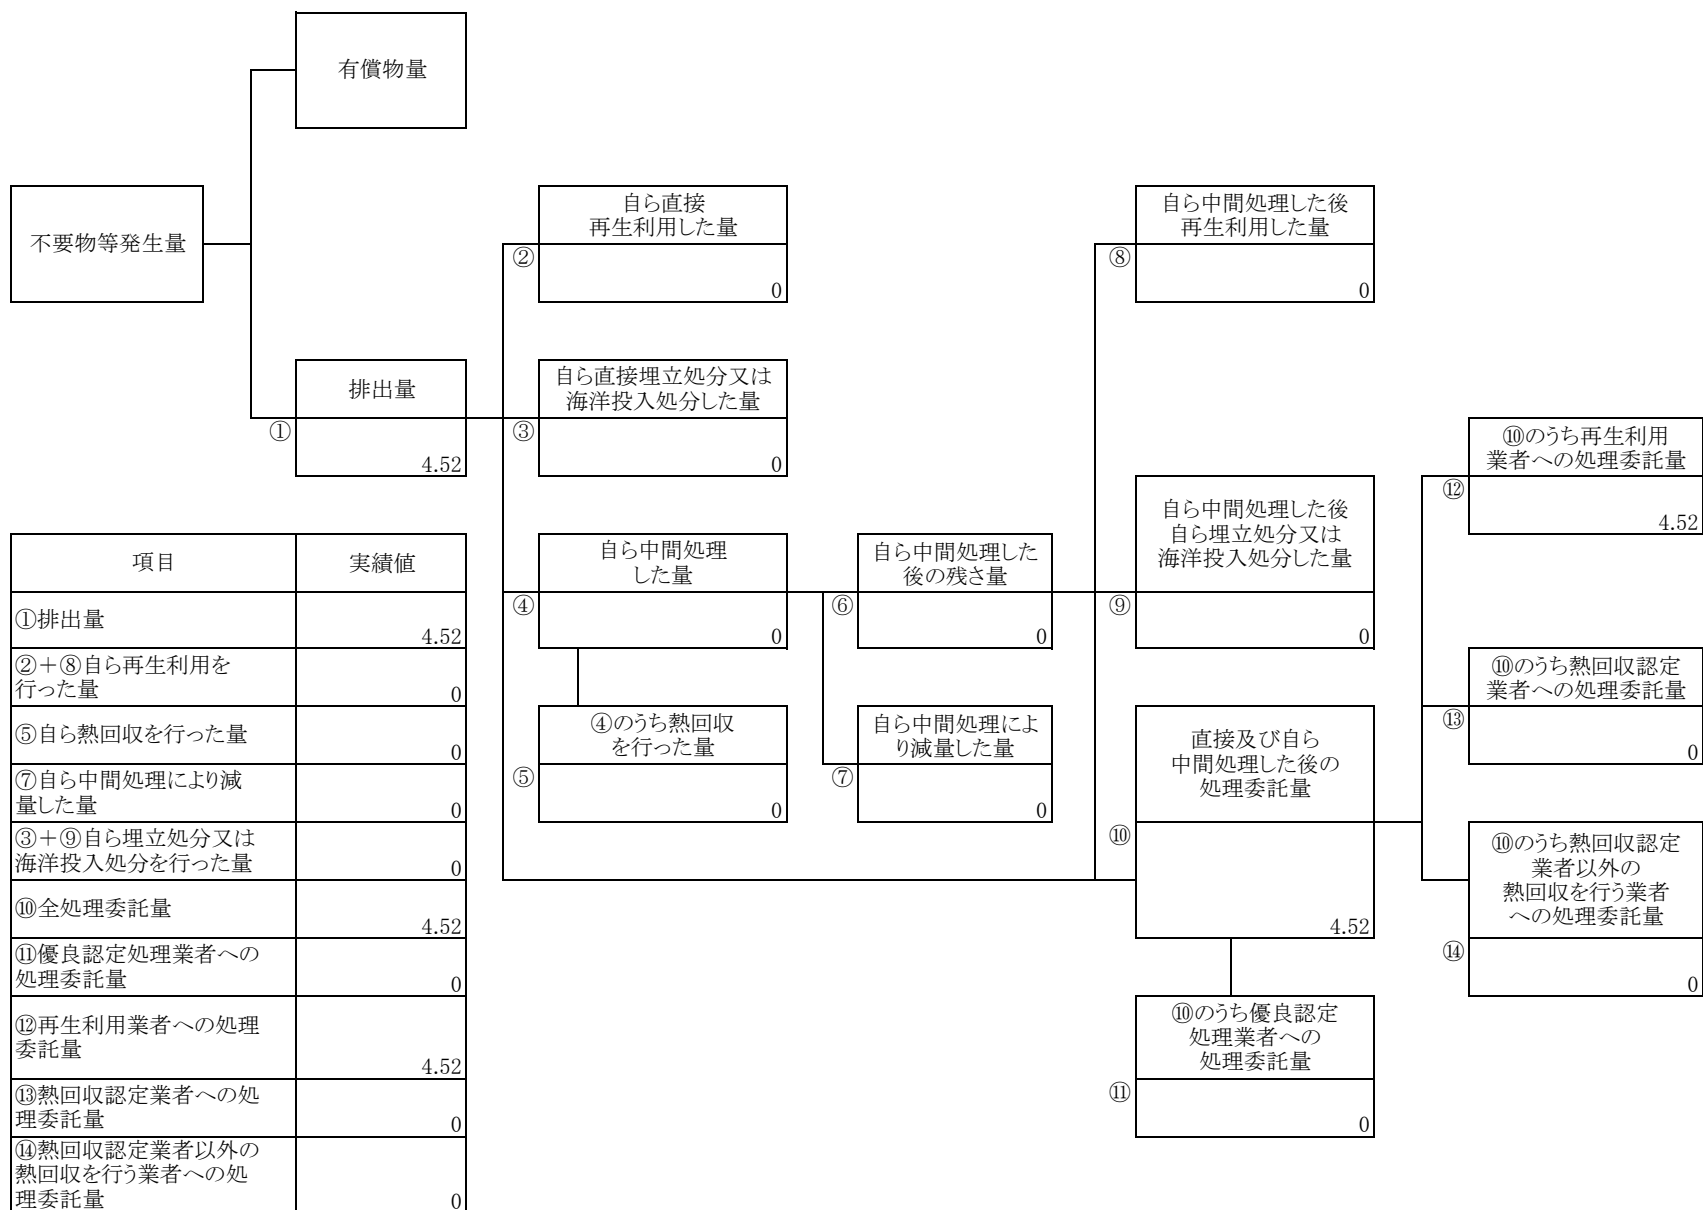 有償物量
不要物等発生量
自ら直接
再生利用した量
②
0
自ら中間処理した後
再生利用した量
⑧
0
排出量
①
4.52
自ら直接埋立処分又は
海洋投入処分した量
③
0
⑩のうち再生利用
業者への処理委託量
⑫
4.52
自ら中間処理
した量
④
0
自ら中間処理した
後の残さ量
⑥
0
自ら中間処理した後
自ら埋立処分又は
海洋投入処分した量
⑨
0
⑩のうち熱回収認定
業者への処理委託量
⑬
0
④のうち熱回収
を行った量
⑤
0
自ら中間処理によ
り減量した量
⑦
0
直接及び自ら
中間処理した後の
処理委託量
⑩
4.52
⑩のうち熱回収認定
業者以外の
熱回収を行う業者
への処理委託量
⑭
0
⑩のうち優良認定
処理業者への
処理委託量
⑪
0
項目 実績値
①排出量
4.52
②+⑧自ら再生利用を
行った量 0
⑤自ら熱回収を行った量
0
⑦自ら中間処理により減
量した量 0
③+⑨自ら埋立処分又は
海洋投入処分を行った量 0
⑩全処理委託量
4.52
⑪優良認定処理業者への
処理委託量 0
⑫再生利用業者への処理
委託量
4.52
⑬熱回収認定業者への処
理委託量 0
⑭熱回収認定業者以外の
熱回収を行う業者への処
理委託量 0